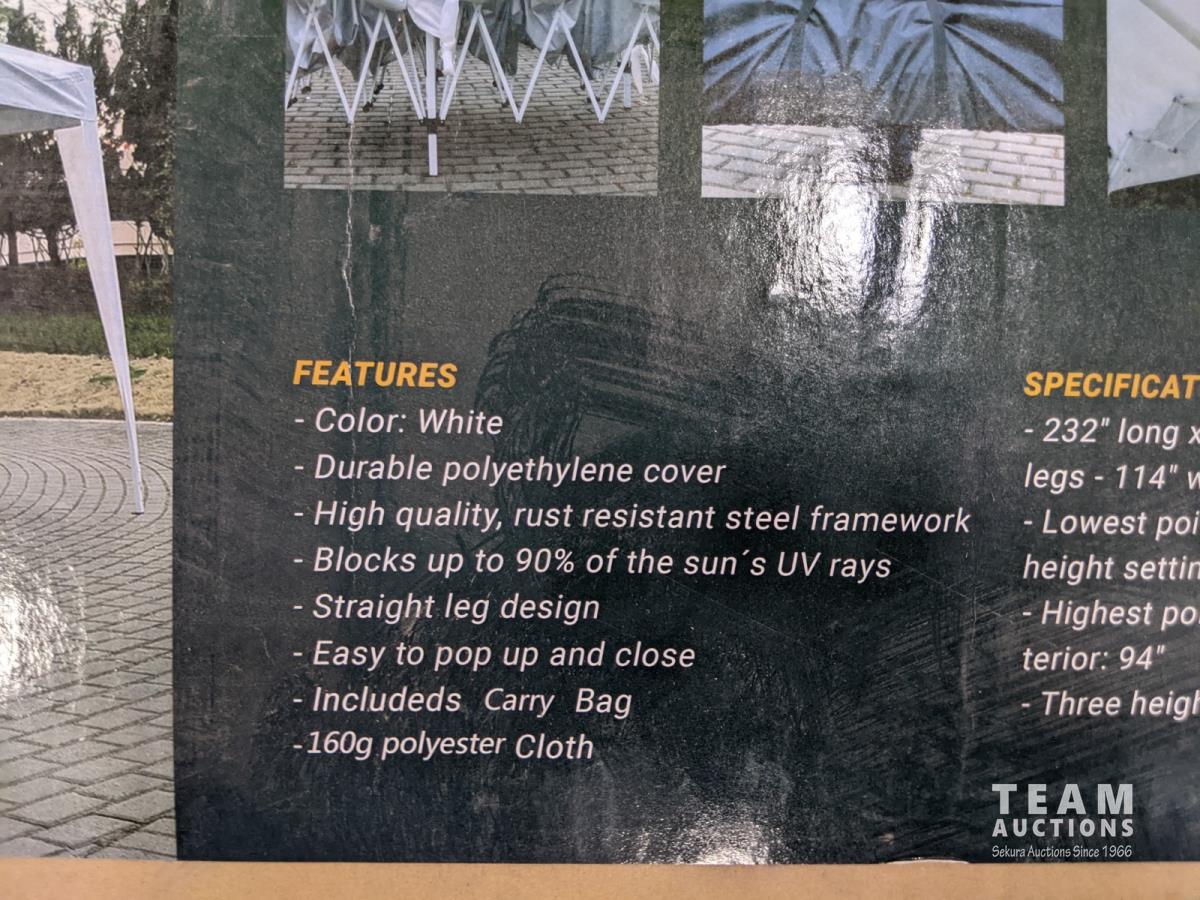 FEATURES
- Color: White
- Durable polyethylene cover
- High quality, rust resistant steel framework
- Blocks up to 90% of the sun´s UV rays
- Straight leg design
- Easy to pop up and close
- Includeds Carry Bag
-160g polyester Cloth
SPECIFICAT
- 232" long x
legs - 114" w
- Lowest poi
height settin
- Highest po
terior: 94"
- Three heigh
TEAM
AUCTIONS
Sekura Auctions Since 1966